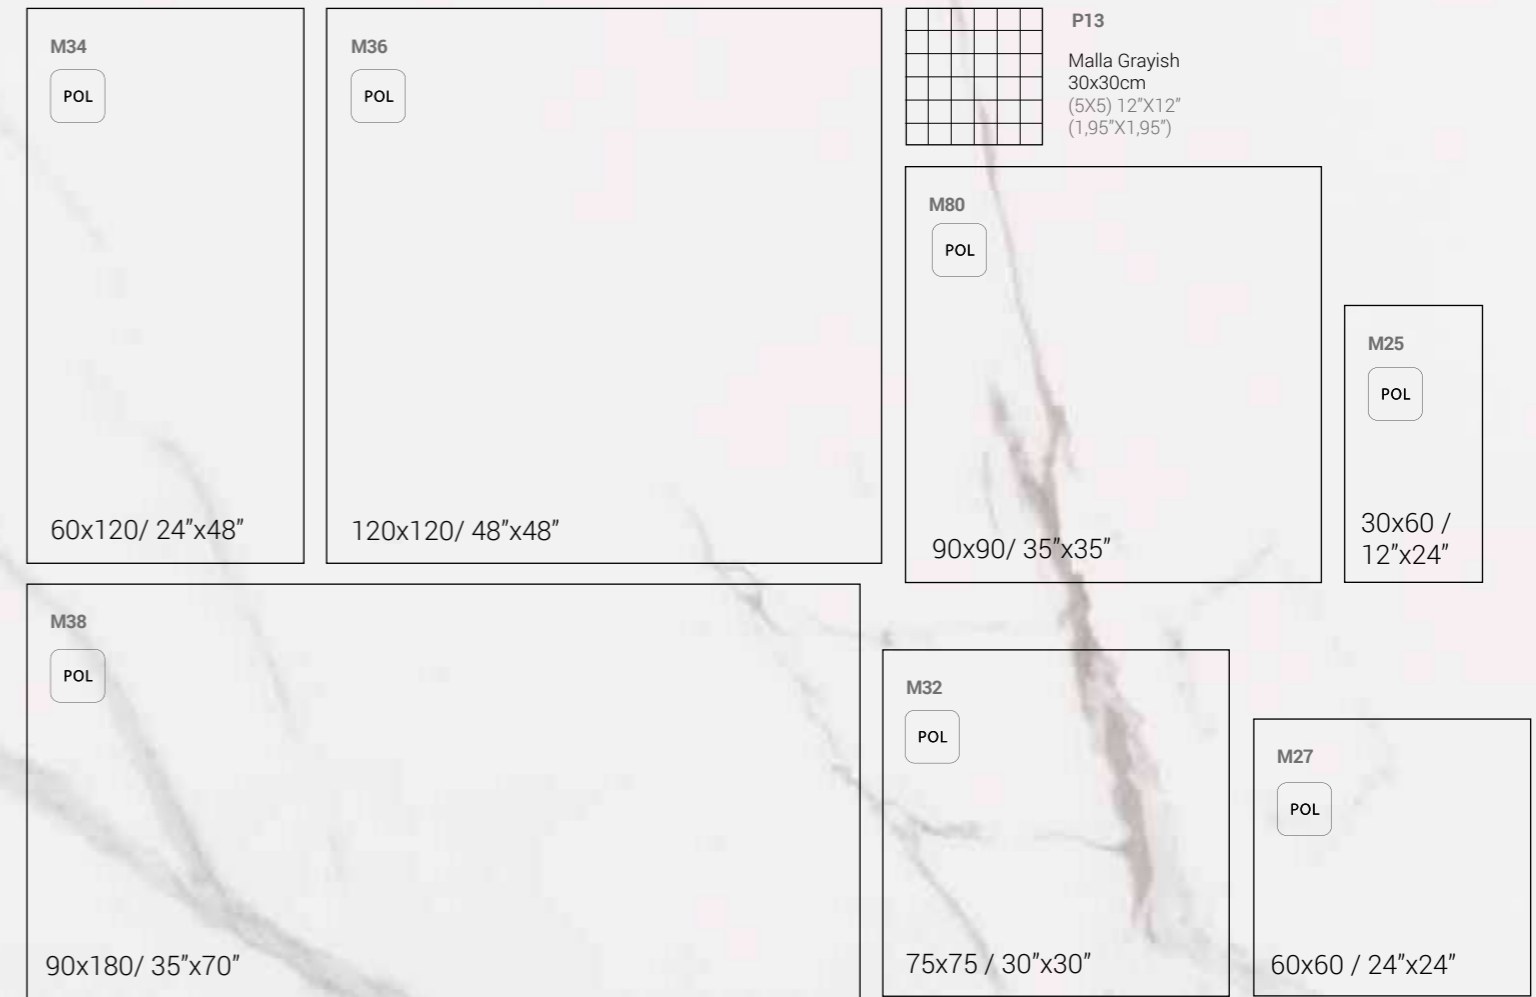 M34
POL
60x120/ 24”x48”
M36
POL
120x120/ 48”x48”
P13
Malla Grayish
30x30cm
(5X5) 12”X12”
(1,95”X1,95”)
M80
POL
90x90/ 35”x35”
M25
POL
30x60 /
12”x24”
M38
POL
90x180/ 35”x70”
M32
POL
75x75 / 30”x30”
M27
POL
60x60 / 24”x24”